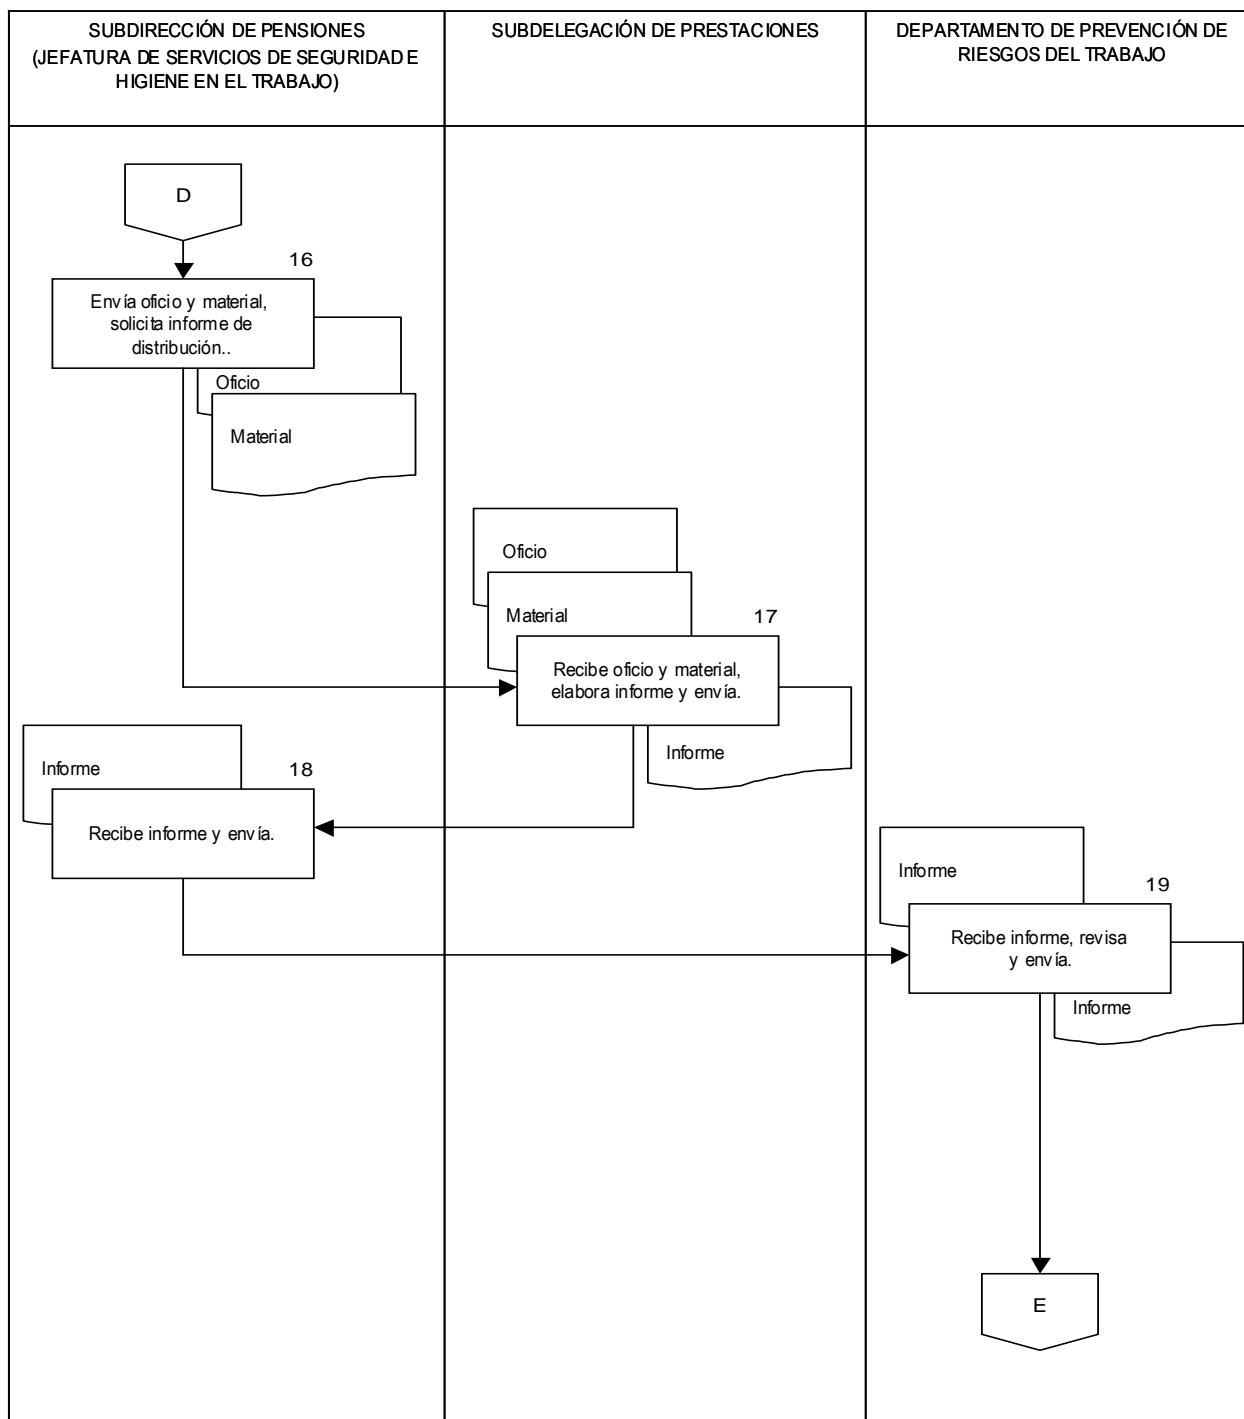 SUBDIRECCIÓN DE PENSIONES
(JEFATURA DE SERVICIOS DE SEGURIDAD E
HIGIENE EN EL TRABAJO)
SUBDELEGACIÓN DE PRESTACIONES
DEPARTAMENTO DE PREVENCIÓN DE
RIESGOS DEL TRABAJO
D
16
Envía oficio y material,
solicita informe de
distribución..
Oficio
Material
Oficio
Material
17
Recibe oficio y material,
elabora informe y envía.
Informe
Informe
18
Recibe informe y envía.
Informe
19
Recibe informe, revisa
y envía.
Informe
E